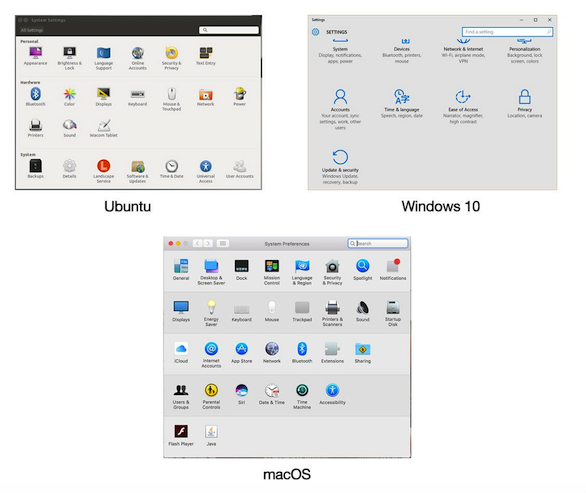 System Settings
All Settings
Personal
Appearance
Brightness & Lock
Language Support
Online Accounts
Security & Privacy
Text Entry
Hardware
Bluetooth
Color
Displays
Keyboard
Mouse & Touchpad
Network
Power
Printers
Sound
Wacom Tablet
System
Backups
Details
Landscape Service
Software & Updates
Time & Date
Universal Access
User Accounts
Ubuntu
Settings
SETTINGS
Find a setting
System
Display, notifications, apps, power
Devices
Bluetooth, printers, mouse
Network & Internet
Wi-Fi, airplane mode, VPN
Personalization
Background, lock screen, colors
Accounts
Your account, sync settings, work, other users
Time & language
Speech, region, date
Ease of Access
Narrator, magnifier, high contrast
Privacy
Location, camera
Update & security
Windows Update, recovery, backup
Windows 10
System Preferences
Search
General
Desktop & Screen Saver
Dock
Mission Control
Language & Region
Security & Privacy
Spotlight
Notifications
Displays
Energy Saver
Keyboard
Mouse
Trackpad
Printers & Scanners
Sound
Startup Disk
iCloud
Internet Accounts
App Store
Network
Bluetooth
Extensions
Sharing
Users & Groups
Parental Controls
Siri
Date & Time
Time Machine
Accessibility
Flash Player
Java
macOS